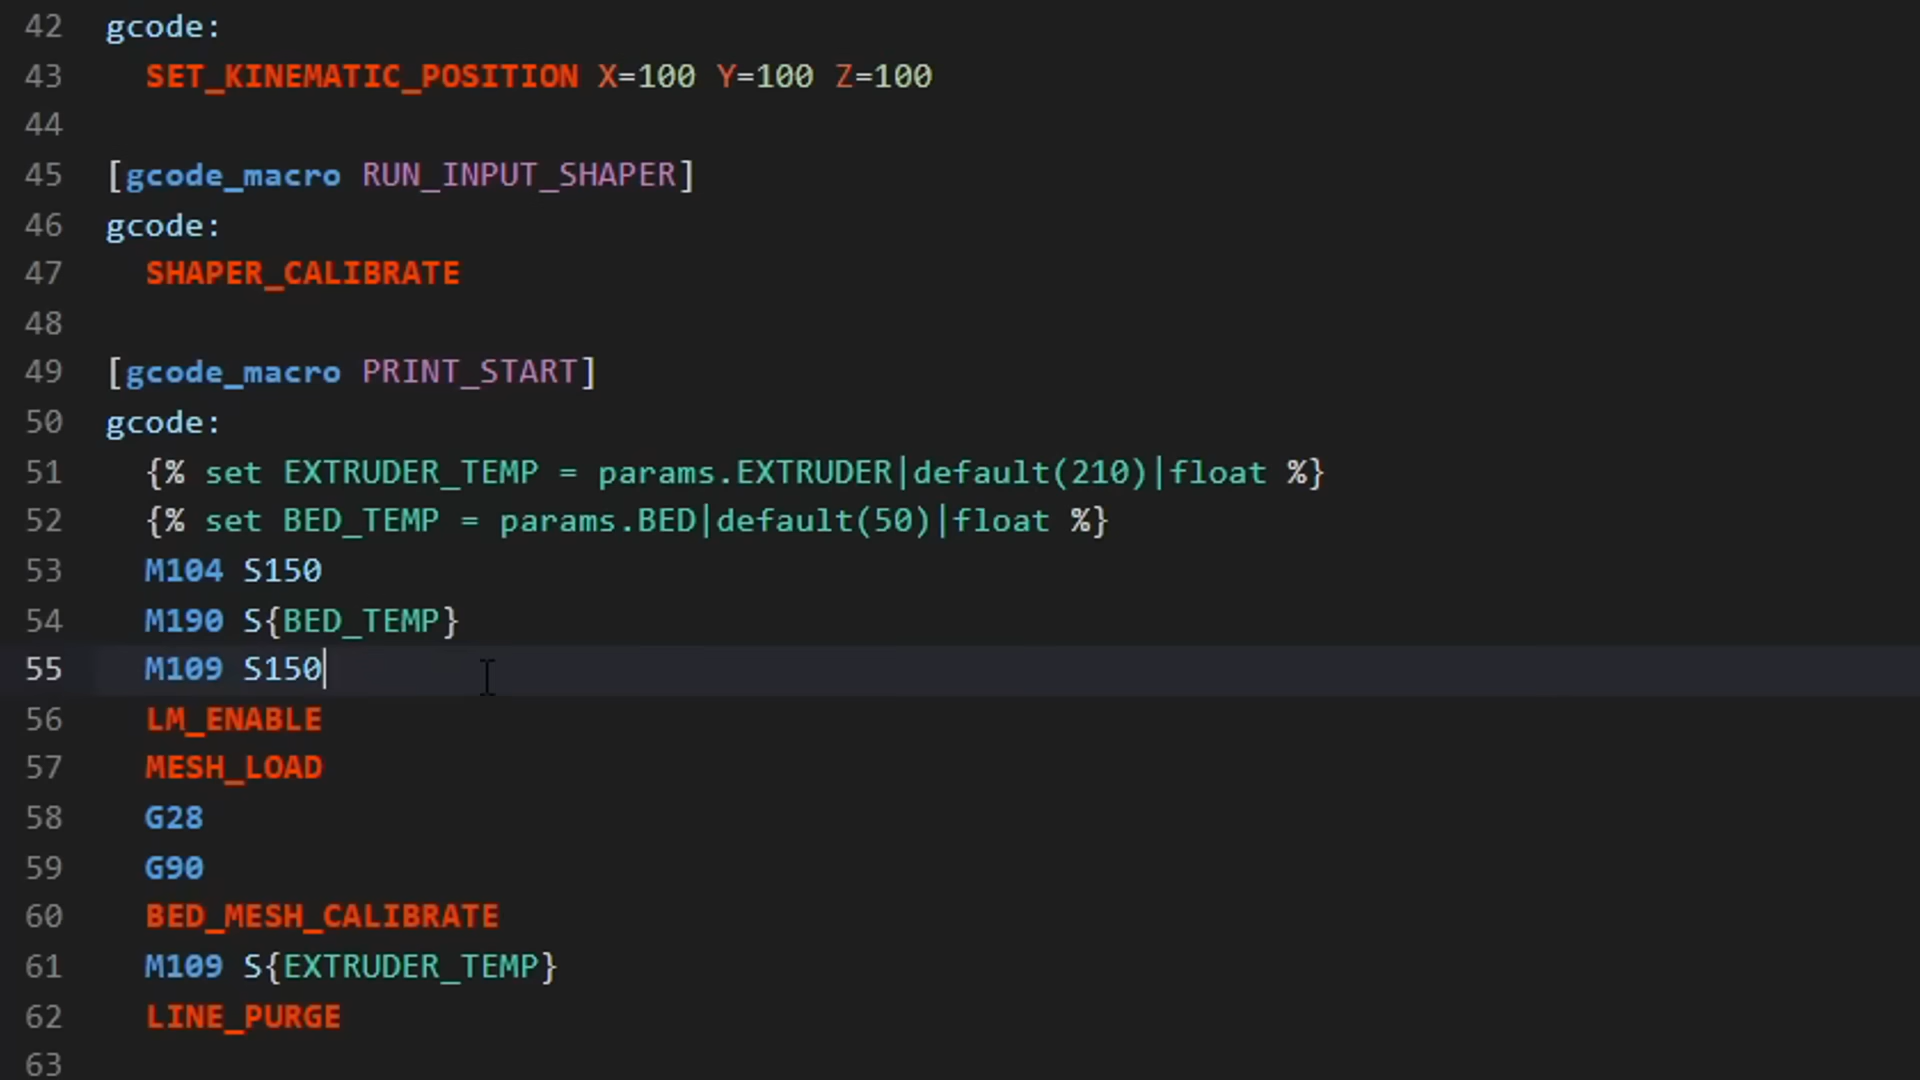 42 gcode:
43 SET_KINEMATIC_POSITION X=100 Y=100 Z=100
44
45 [gcode_macro RUN_INPUT_SHAPER]
46 gcode:
47 SHAPER_CALIBRATE
48
49 [gcode_macro PRINT_START]
50 gcode:
51 {% set EXTRUDER_TEMP = params.EXTRUDER|default(210)|float %}
52 {% set BED_TEMP = params.BED|default(50)|float %}
53 M104 S150
54 M190 S{BED_TEMP}
55 M109 S150
56 LM_ENABLE
57 MESH_LOAD
58 G28
59 G90
60 BED_MESH_CALIBRATE
61 M109 S{EXTRUDER_TEMP}
62 LINE_PURGE
63